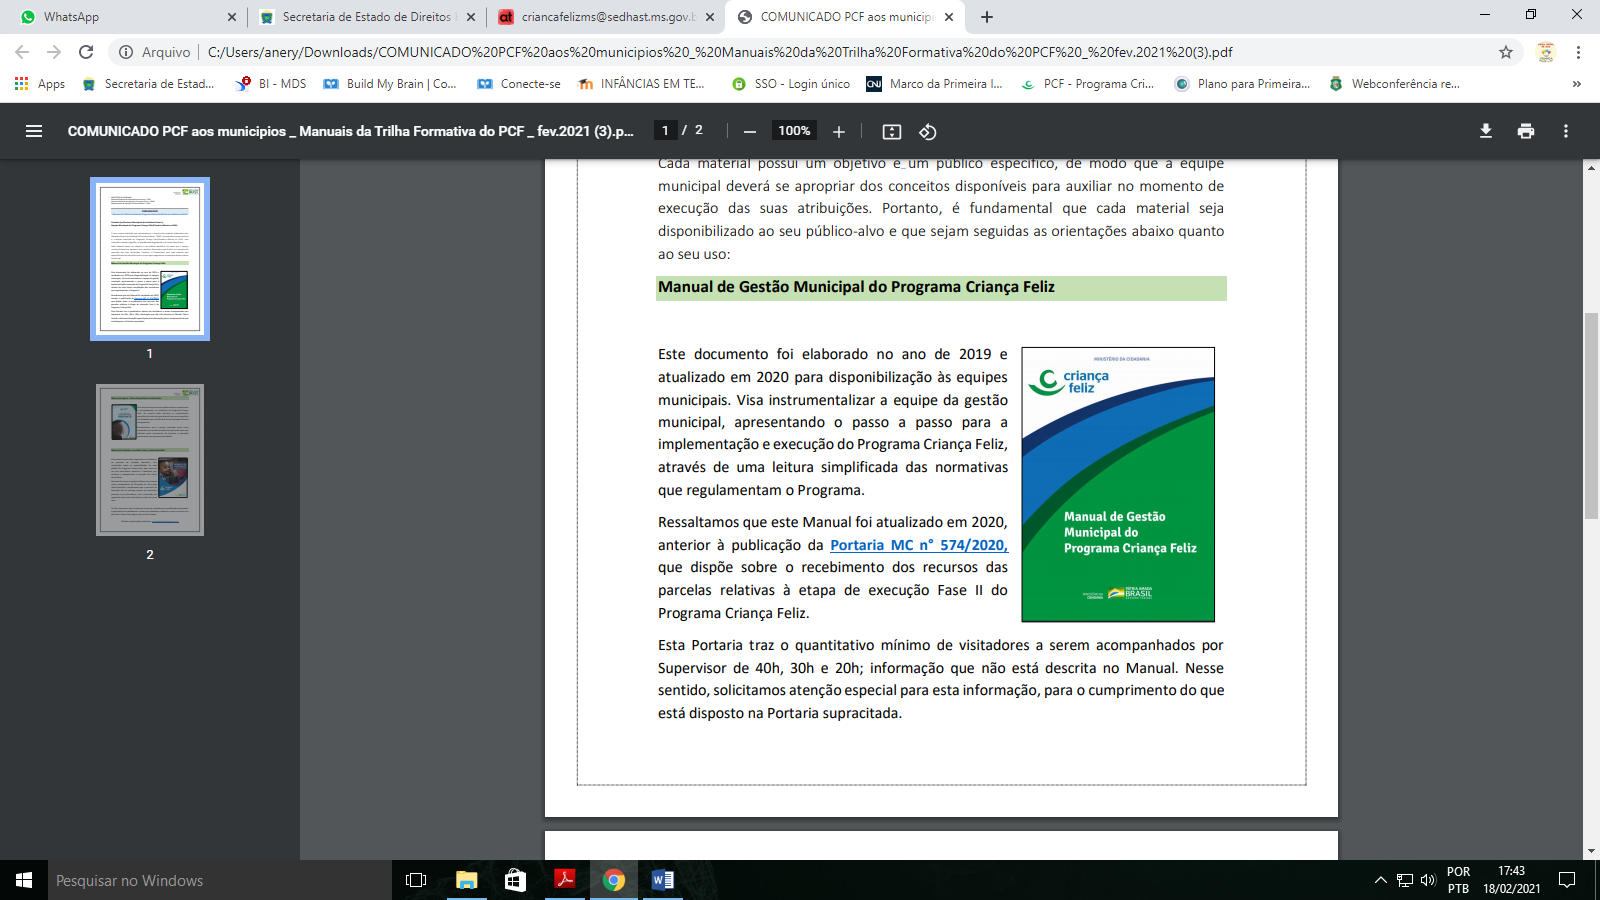 WhatsApp
Secretaria de Estado de Direitos
criancafelizms@sedhast.ms.gov.b
COMUNICADO PCF aos municipi
Arquivo
C:/Users/anery/Downloads/COMUNICADO%20PCF%20aos%20municipios%20_%20Manuais%20da%20Trilha%20Formativa%20do%20PCF%20_%20fev.2021%20(3).pdf
Apps
Secretaria de Estad...
BI - MDS
Build My Brain | Co...
Conecte-se
INFÂNCIAS EM TE...
SSO - Login único
Marco da Primeira I...
PCF - Programa Cri...
Plano para Primeira...
Webconferência re...
COMUNICADO PCF aos municipios _ Manuais da Trilha Formativa do PCF _ fev.2021 (3).p...
1 / 2
100%
1
2
Cada material possui um objetivo e um público específico, de modo que a equipe
municipal deverá se apropriar dos conceitos disponíveis para auxiliar no momento de
execução das suas atribuições. Portanto, é fundamental que cada material seja
disponibilizado ao seu público-alvo e que sejam seguidas as orientações abaixo quanto
ao seu uso:
Manual de Gestão Municipal do Programa Criança Feliz
Este documento foi elaborado no ano de 2019 e
atualizado em 2020 para disponibilização às equipes
municipais. Visa instrumentalizar a equipe da gestão
municipal, apresentando o passo a passo para a
implementação e execução do Programa Criança Feliz,
através de uma leitura simplificada das normativas
que regulamentam o Programa.
Ressaltamos que este Manual foi atualizado em 2020,
anterior à publicação da Portaria MC n° 574/2020,
que dispõe sobre o recebimento dos recursos das
parcelas relativas à etapa de execução Fase II do
Programa Criança Feliz.
MINISTÉRIO DA CIDADANIA
criança
feliz
Manual de Gestão
Municipal do
Programa Criança Feliz
PÁTRIA AMADA
BRASIL
Esta Portaria traz o quantitativo mínimo de visitadores a serem acompanhados por
Supervisor de 40h, 30h e 20h; informação que não está descrita no Manual. Nesse
sentido, solicitamos atenção especial para esta informação, para o cumprimento do que
está disposto na Portaria supracitada.
Pesquisar no Windows
POR
PTB
17:43
18/02/2021